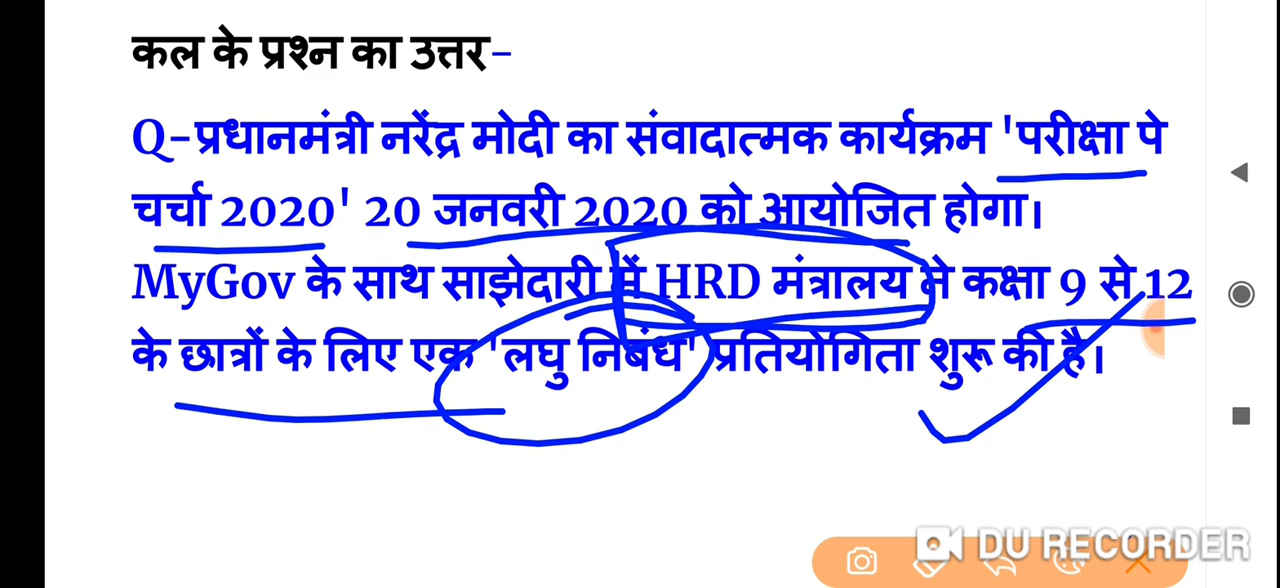 कल के प्रश्न का उत्तर-
Q-प्रधानमंत्री नरेंद्र मोदी का संवादात्मक कार्यक्रम 'परीक्षा पे
चर्चा 2020' 20 जनवरी 2020 को आयोजित होगा।
MyGov के साथ साझेदारी में HRD मंत्रालय ने कक्षा 9 से 12
के छात्रों के लिए एक 'लघु निबंध' प्रतियोगिता शुरू की है।
DU RECORDER